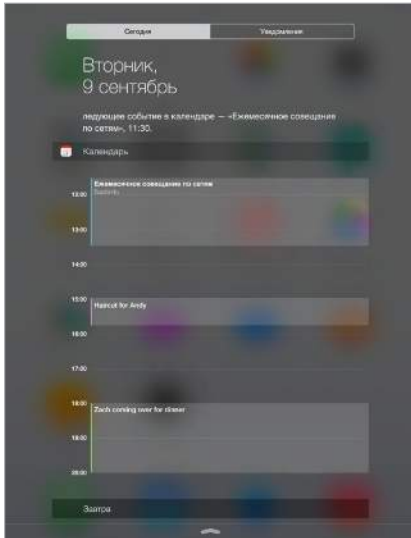 Сегодня
Уведомления
Вторник,
9 сентябрь
ледующее событие в календаре — «Ежемесячное совещание
по сетям», 11:30.
Календарь
Ежемесячное совещание по сетям
12:00
13:00
14:00
15:00
Haircut for Andy
16:00
17:00
18:00
Zach coming over for dinner
19:00
20:00
Завтра